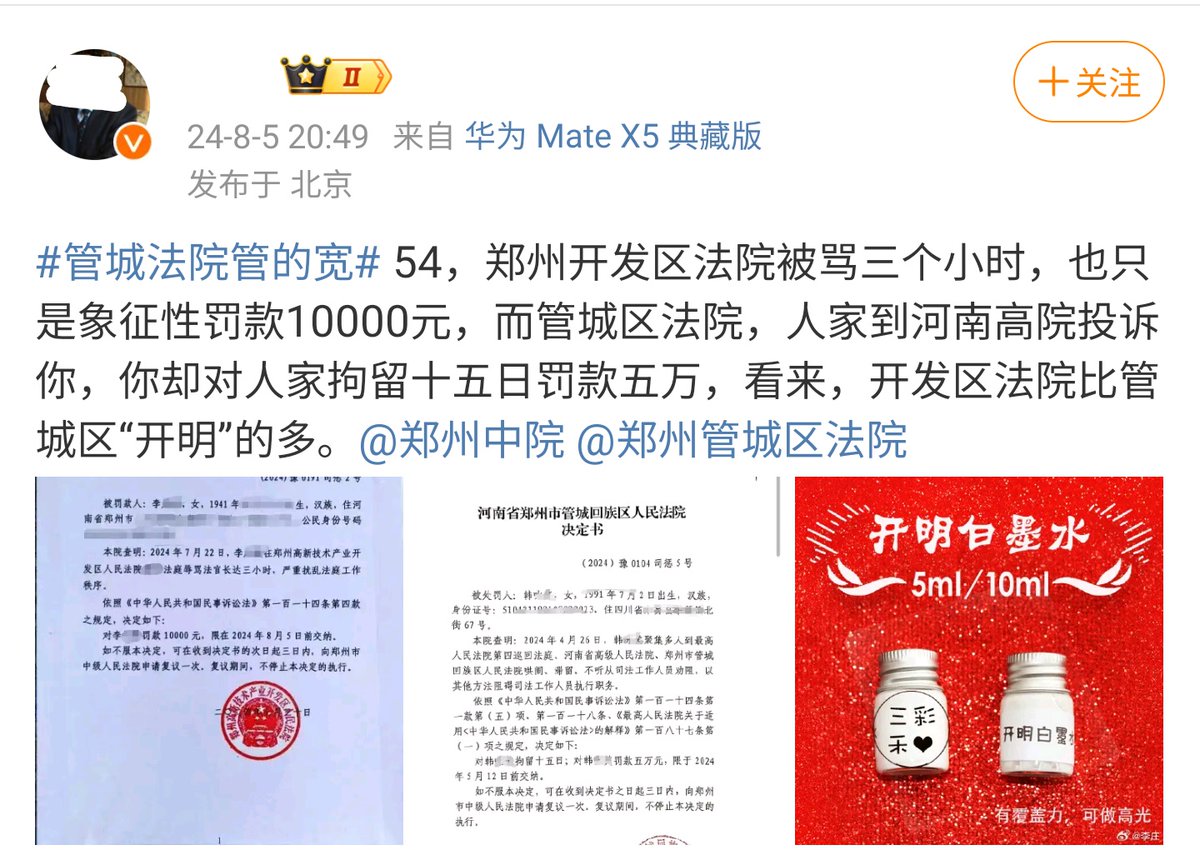 II
+关注
24-8-5 20:49 来自 华为 Mate X5 典藏版
发布于 北京
#管城法院管的宽# 54，郑州开发区法院被骂三个小时，也只
是象征性罚款10000元，而管城区法院，人家到河南高院投诉
你，你却对人家拘留十五日罚款五万，看来，开发区法院比管
城区“开明”的多。@郑州中院 @郑州管城区法院
(2024)豫0191司惩2号
被罚款人：李，女，1941年 生，汉族，住河
南省郑州市 公民身份号码
本院查明：2024年7月22日，李 在郑州高新技术产业开
发区人民法院 法庭辱骂法官长达三小时，严重扰乱法庭工作
秩序。
依照《中华人民共和国民事诉讼法》第一百一十四条第四款
之规定，决定如下：
对李 罚款10000元，限在2024年8月5日前交纳。
如不服本决定，可在收到决定书的次日起三日内，向郑州市
中级人民法院申请复议一次。复议期间，不停止本决定的执行。
日
1
河南省郑州市管城回族区人民法院
决定书
（2024）豫0104司惩5号
被处罚人：韩 ，女，1991年7月2日出生，汉族，
身份证号： ，住四川省 北
街67号。
本院查明：2024年4月26日，韩 聚集多人到最高
人民法院第四巡回法庭、河南省高级人民法院、郑州市管城
回族区人民法院哄闹、滞留，不听从司法工作人员劝阻，以
其他方法阻碍司法工作人员执行职务。
依照《中华人民共和国民事诉讼法》第一百一十四条第
一款第（五）项、第一百一十八条、《最高人民法院关于适
用<中华人民共和国民事诉讼法>的解释》第一百八十七条第
（一）项之规定，决定如下：
对韩 拘留十五日；对韩 罚款五万元，限于2024
年5月12日前交纳。
如不服本决定，可在收到决定书之日起三日内，向郑州
市中级人民法院申请复议一次。复议期间，不停止本决定的
执行。
开明白墨水
5ml/10ml
三彩
禾♥
开明白墨水
有覆盖力，可做高光
@李庄